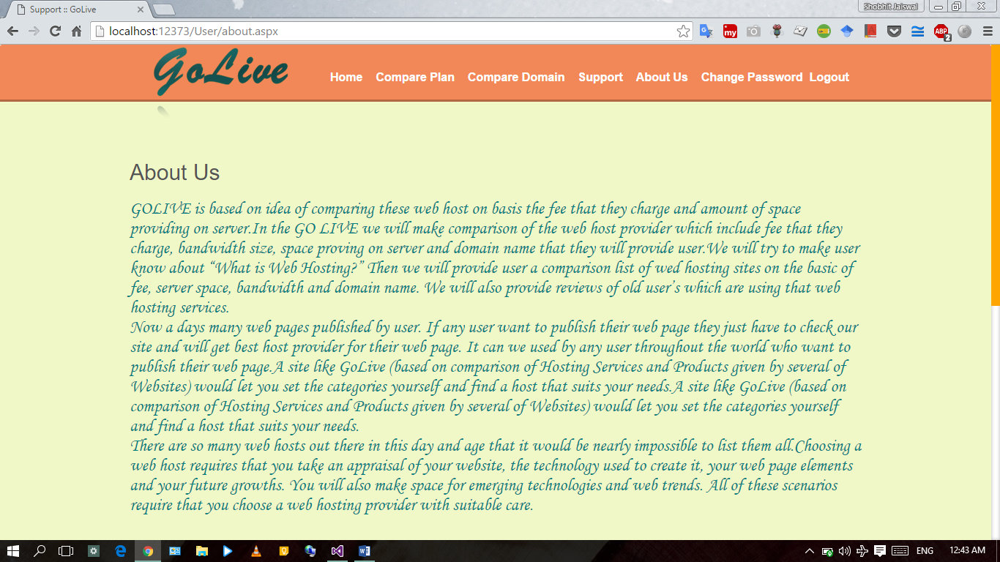 Support :: GoLive
Shobhit Jaiswal
localhost:12373/User/about.aspx
my
ABP
2
GoLive
Home Compare Plan Compare Domain Support About Us Change Password Logout
About Us
GOLIVE is based on idea of comparing these web host on basis the fee that they charge and amount of space
providing on server.In the GO LIVE we will make comparison of the web host provider which include fee that they
charge, bandwidth size, space proving on server and domain name that they will provide user.We will try to make user
know about “What is Web Hosting?” Then we will provide user a comparison list of wed hosting sites on the basic of
fee, server space, bandwidth and domain name. We will also provide reviews of old user’s which are using that web
hosting services.
Now a days many web pages published by user. If any user want to publish their web page they just have to check our
site and will get best host provider for their web page. It can we used by any user throughout the world who want to
publish their web page.A site like GoLive (based on comparison of Hosting Services and Products given by several of
Websites) would let you set the categories yourself and find a host that suits your needs.A site like GoLive (based on
comparison of Hosting Services and Products given by several of Websites) would let you set the categories yourself
and find a host that suits your needs.
There are so many web hosts out there in this day and age that it would be nearly impossible to list them all.Choosing a
web host requires that you take an appraisal of your website, the technology used to create it, your web page elements
and your future growths. You will also make space for emerging technologies and web trends. All of these scenarios
require that you choose a web hosting provider with suitable care.
ENG
12:43 AM